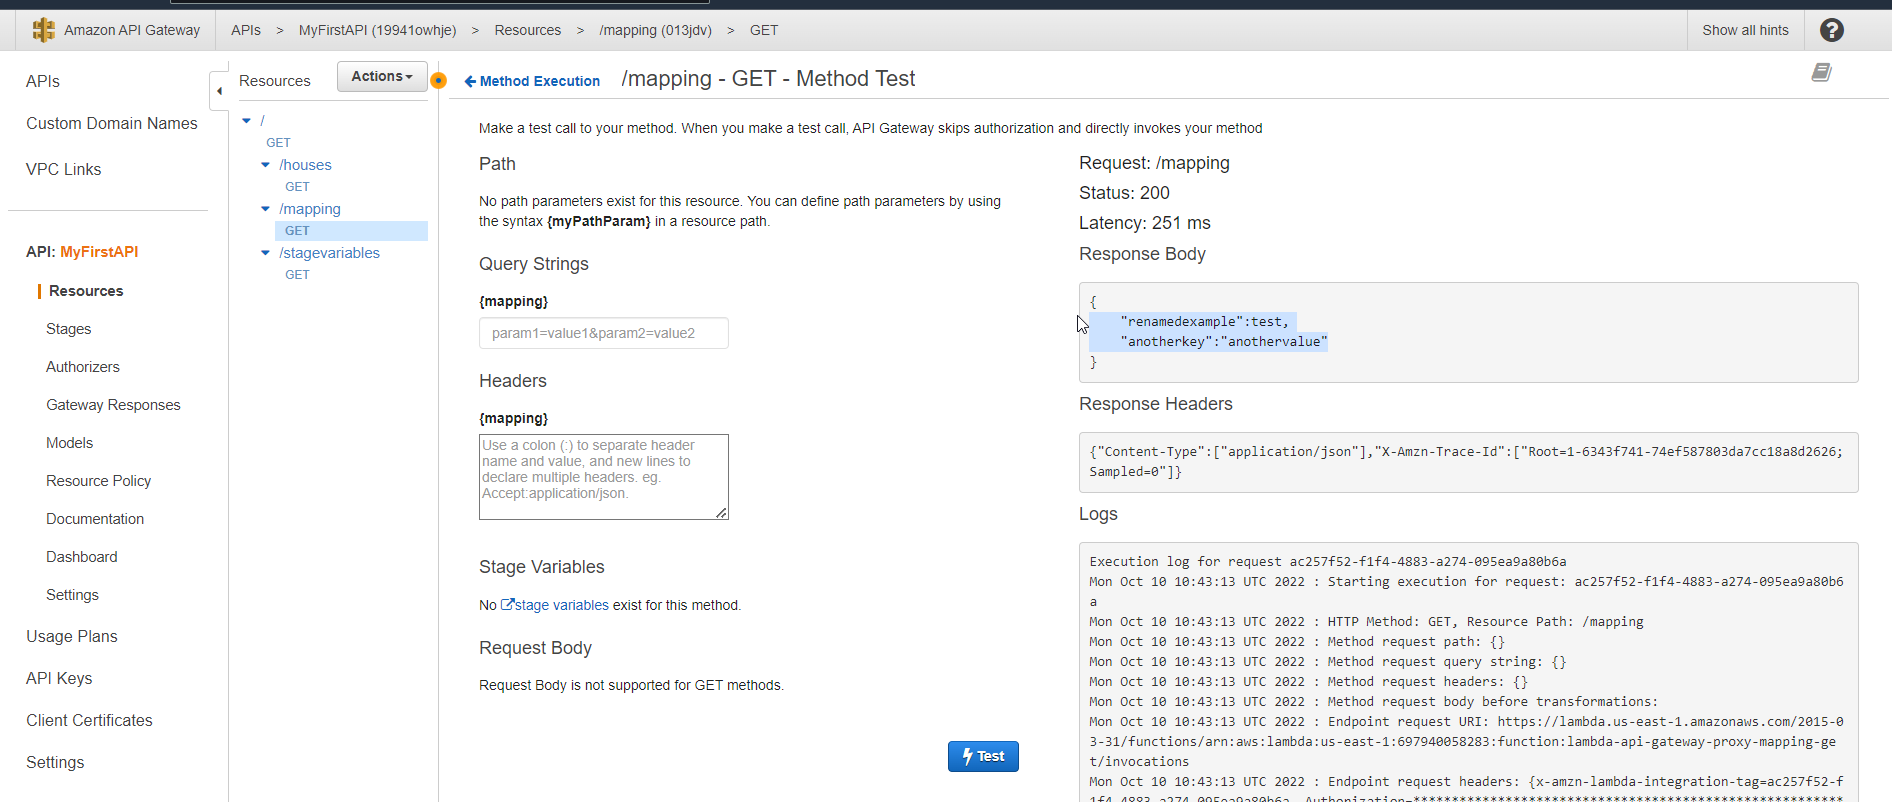 Amazon API Gateway
APIs > MyFirstAPI (19941owhje) > Resources > /mapping (013jdv) > GET
Show all hints
?
APIs
Custom Domain Names
VPC Links
API: MyFirstAPI
Resources
Stages
Authorizers
Gateway Responses
Models
Resource Policy
Documentation
Dashboard
Settings
Usage Plans
API Keys
Client Certificates
Settings
Resources
Actions
/
GET
/houses
GET
/mapping
GET
/stagevariables
GET
Method Execution
/mapping - GET - Method Test
Make a test call to your method. When you make a test call, API Gateway skips authorization and directly invokes your method
Path
No path parameters exist for this resource. You can define path parameters by using
the syntax {myPathParam} in a resource path.
Query Strings
{mapping}
param1=value1&param2=value2
Headers
{mapping}
Use a colon (:) to separate header
name and value, and new lines to
declare multiple headers. eg.
Accept:application/json.
Stage Variables
No stage variables exist for this method.
Request Body
Request Body is not supported for GET methods.
Test
Request: /mapping
Status: 200
Latency: 251 ms
Response Body
{
"renamedexample":test,
"anotherkey":"anothervalue"
}
Response Headers
{"Content-Type":["application/json"],"X-Amzn-Trace-Id":["Root=1-6343f741-74ef587803da7cc18a8d2626;
Sampled=0"]}
Logs
Execution log for request ac257f52-f1f4-4883-a274-095ea9a80b6a
Mon Oct 10 10:43:13 UTC 2022 : Starting execution for request: ac257f52-f1f4-4883-a274-095ea9a80b6
a
Mon Oct 10 10:43:13 UTC 2022 : HTTP Method: GET, Resource Path: /mapping
Mon Oct 10 10:43:13 UTC 2022 : Method request path: {}
Mon Oct 10 10:43:13 UTC 2022 : Method request query string: {}
Mon Oct 10 10:43:13 UTC 2022 : Method request headers: {}
Mon Oct 10 10:43:13 UTC 2022 : Method request body before transformations:
Mon Oct 10 10:43:13 UTC 2022 : Endpoint request URI: https://lambda.us-east-1.amazonaws.com/2015-0
3-31/functions/arn:aws:lambda:us-east-1:697940058283:function:lambda-api-gateway-proxy-mapping-ge
t/invocations
Mon Oct 10 10:43:13 UTC 2022 : Endpoint request headers: {x-amzn-lambda-integration-tag=ac257f52-f
1f4-4883-a274-095ea9a80b6a, Authorization=